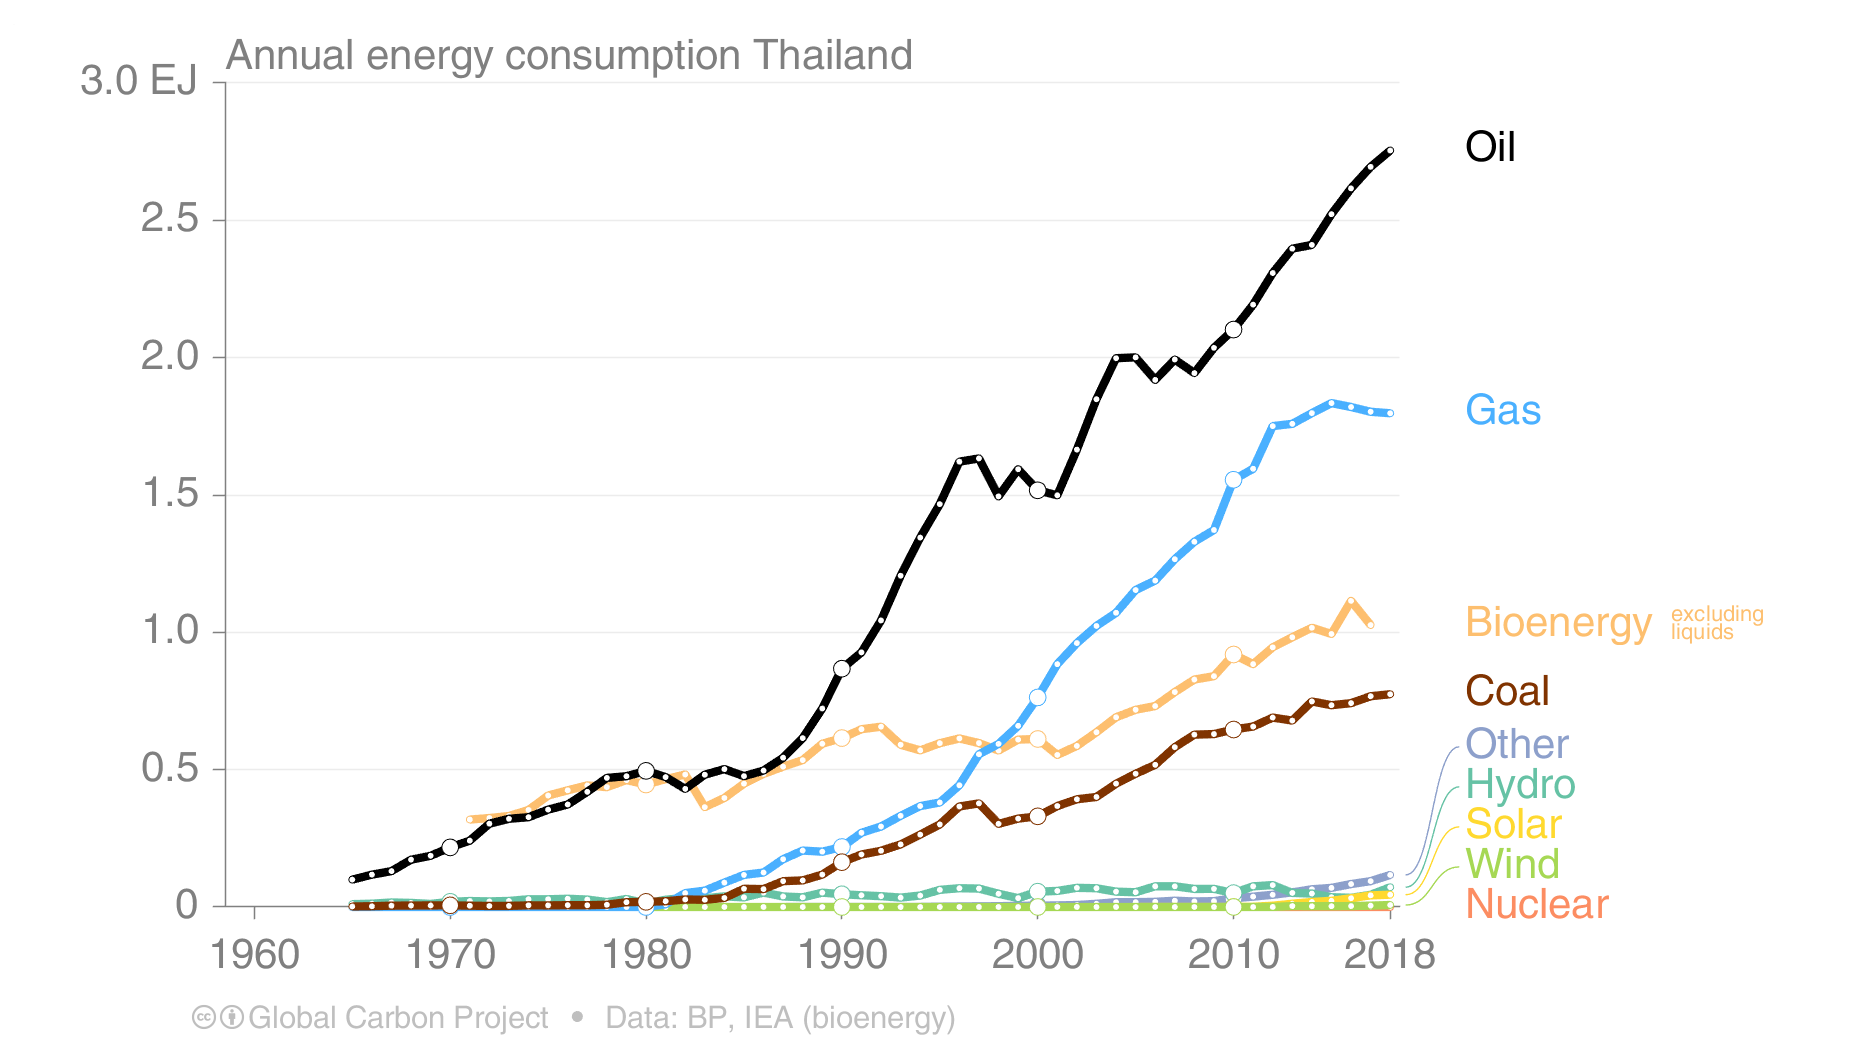 Annual energy consumption Thailand
3.0 EJ
2.5
2.0
1.5
1.0
0.5
0
1960 1970 1980 1990 2000 2010 2018
Oil
Gas
Bioenergy excluding liquids
Coal
Other
Hydro
Solar
Wind
Nuclear
cc Global Carbon Project • Data: BP, IEA (bioenergy)